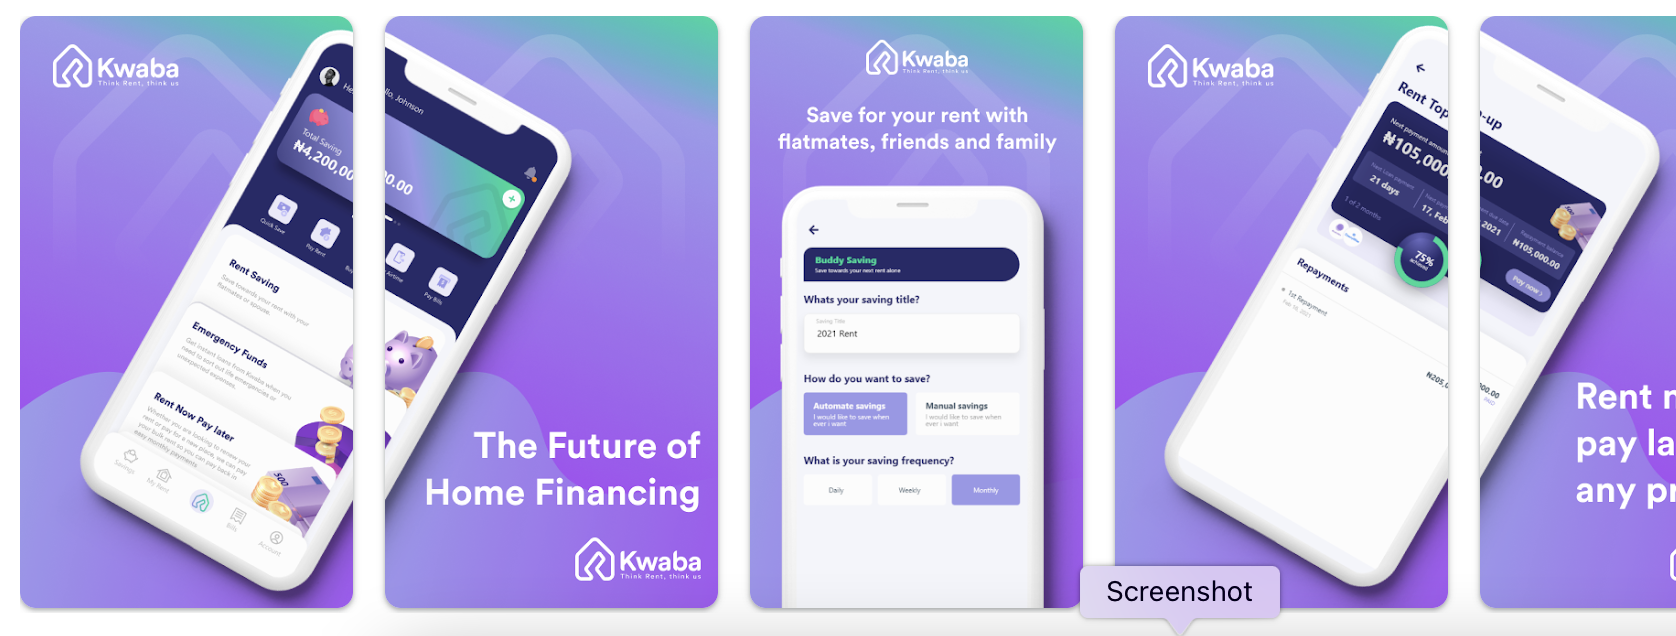 Kwaba
Think Rent, think us
He
Total Saving
₦4,200,00
Quick Save
Pay Rent
Bu
Rent Saving
Save towards your rent with your
flatmates or spouse.
Emergency Funds
Get instant loans from Kwaba when you
need to sort out life emergencies or
unexpected expenses.
Rent Now Pay later
Whether you are looking to renew your
rent or pay for a new place, we can pay
your bulk rent so you can pay back in
easy monthly payments
Savings
My Rent
Bills
Account
llo, Johnson
00.00
Airtime
Pay Bills
The Future of
Home Financing
Kwaba
Think Rent, think us
Kwaba
Think Rent, think us
Save for your rent with
flatmates, friends and family
Buddy Saving
Save towards your next rent alone
Whats your saving title?
Saving Title
2021 Rent
How do you want to save?
Automate savings
I would like to save when
ever i want
Manual savings
I would like to save when
ever i want
What is your saving frequency?
Daily
Weekly
Monthly
Kwaba
Think Rent, think us
Rent Top
Next payment amoun
₦105,000
Next loan payment
21 days
17, Feb
1 of 2 months
75%
achieved
Repayments
1st Repayment
Feb 16, 2021
₦205,0
-up
.00
2021
₦105,000.00
Pay now
000.00
PAID
Rent n
pay la
any pr
Screenshot